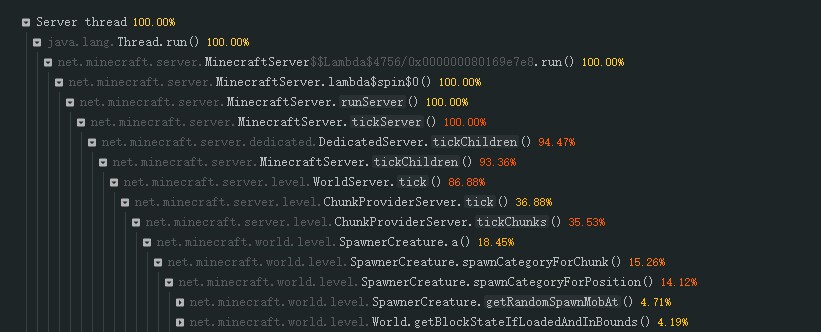 Server thread 100.00%
java.lang.Thread.run() 100.00%
net.minecraft.server.MinecraftServer$$Lambda$4756/0x000000080169e7e8.run() 100.00%
net.minecraft.server.MinecraftServer.lambda$spin$0() 100.00%
net.minecraft.server.MinecraftServer.runServer() 100.00%
net.minecraft.server.MinecraftServer.tickServer() 100.00%
net.minecraft.server.dedicated.DedicatedServer.tickChildren() 94.47%
net.minecraft.server.MinecraftServer.tickChildren() 93.36%
net.minecraft.server.level.WorldServer.tick() 86.88%
net.minecraft.server.level.ChunkProviderServer.tick() 36.88%
net.minecraft.server.level.ChunkProviderServer.tickChunks() 35.53%
net.minecraft.world.level.SpawnerCreature.a() 18.45%
net.minecraft.world.level.SpawnerCreature.spawnCategoryForChunk() 15.26%
net.minecraft.world.level.SpawnerCreature.spawnCategoryForPosition() 14.12%
net.minecraft.world.level.SpawnerCreature.getRandomSpawnMobAt() 4.71%
net.minecraft.world.level.World.getBlockStateIfLoadedAndInBounds() 4.19%